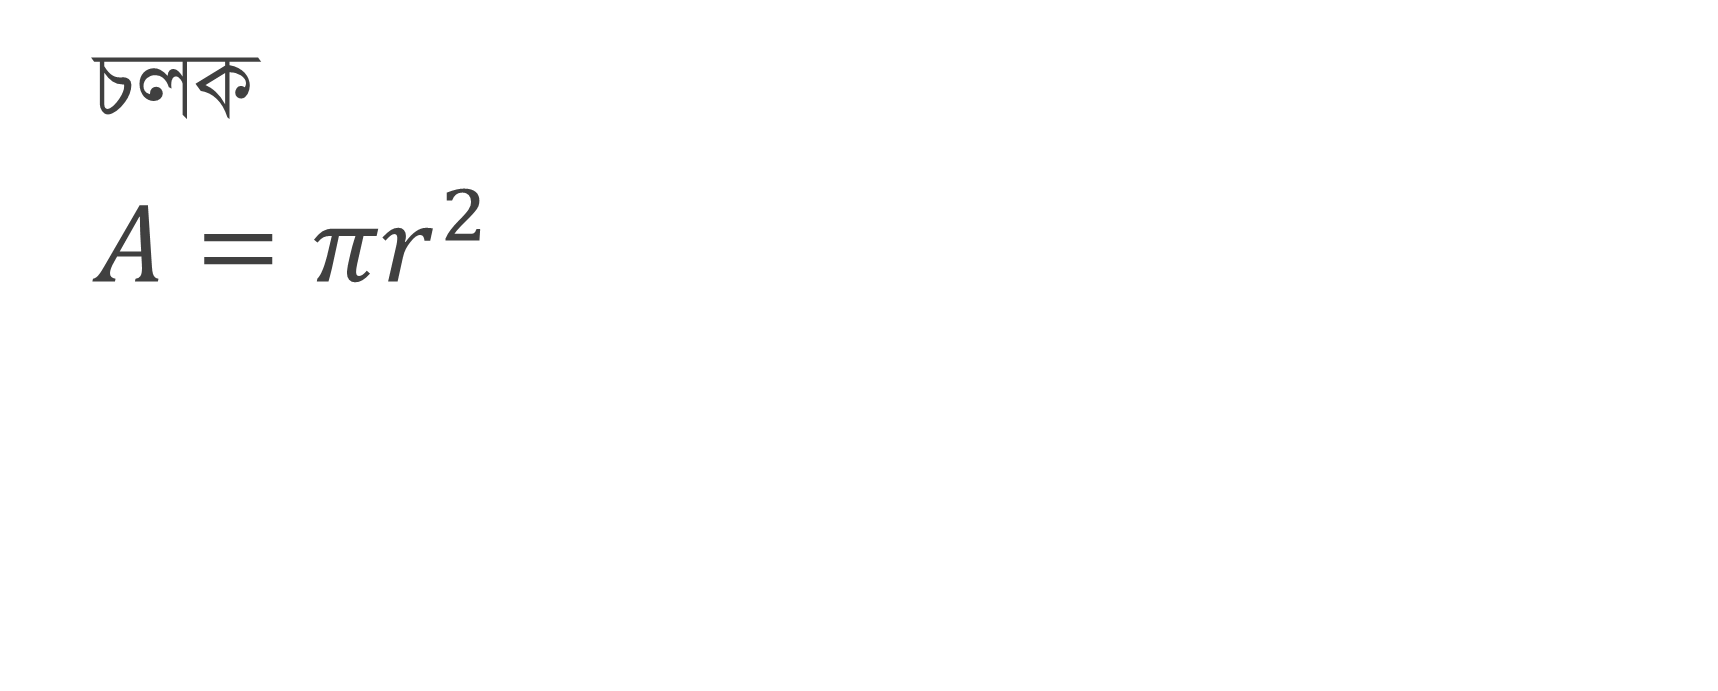 চলক
A = πr²